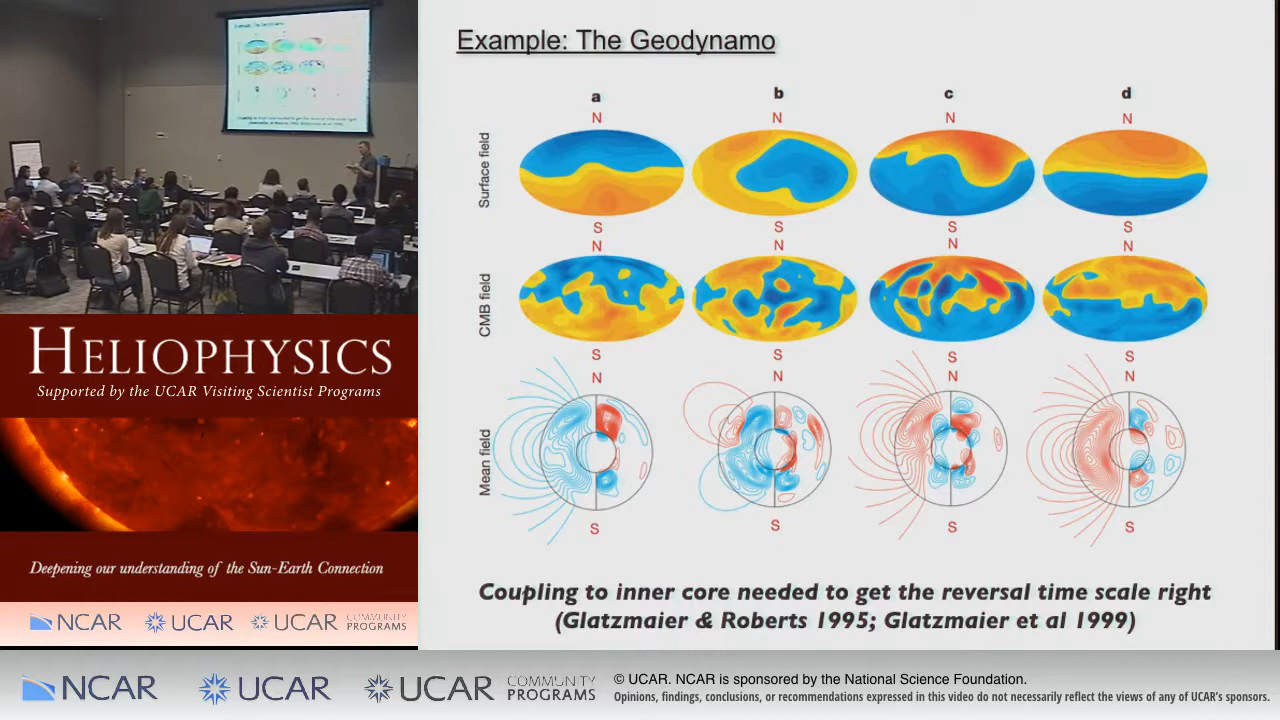 Example: The Geodynamo
a b c d
N N N N
Surface field
S S S S
N N N N
CMB field
S S S S
N N N N
Mean field
S S S S
Coupling to inner core needed to get the reversal time scale right
(Glatzmaier & Roberts 1995; Glatzmaier et al 1999)
HELIOPHYSICS
Supported by the UCAR Visiting Scientist Programs
Deepening our understanding of the Sun-Earth Connection
NCAR UCAR UCAR COMMUNITY PROGRAMS
NCAR UCAR UCAR COMMUNITY PROGRAMS
© UCAR. NCAR is sponsored by the National Science Foundation.
Opinions, findings, conclusions, or recommendations expressed in this video do not necessarily reflect the views of any of UCAR's sponsors.